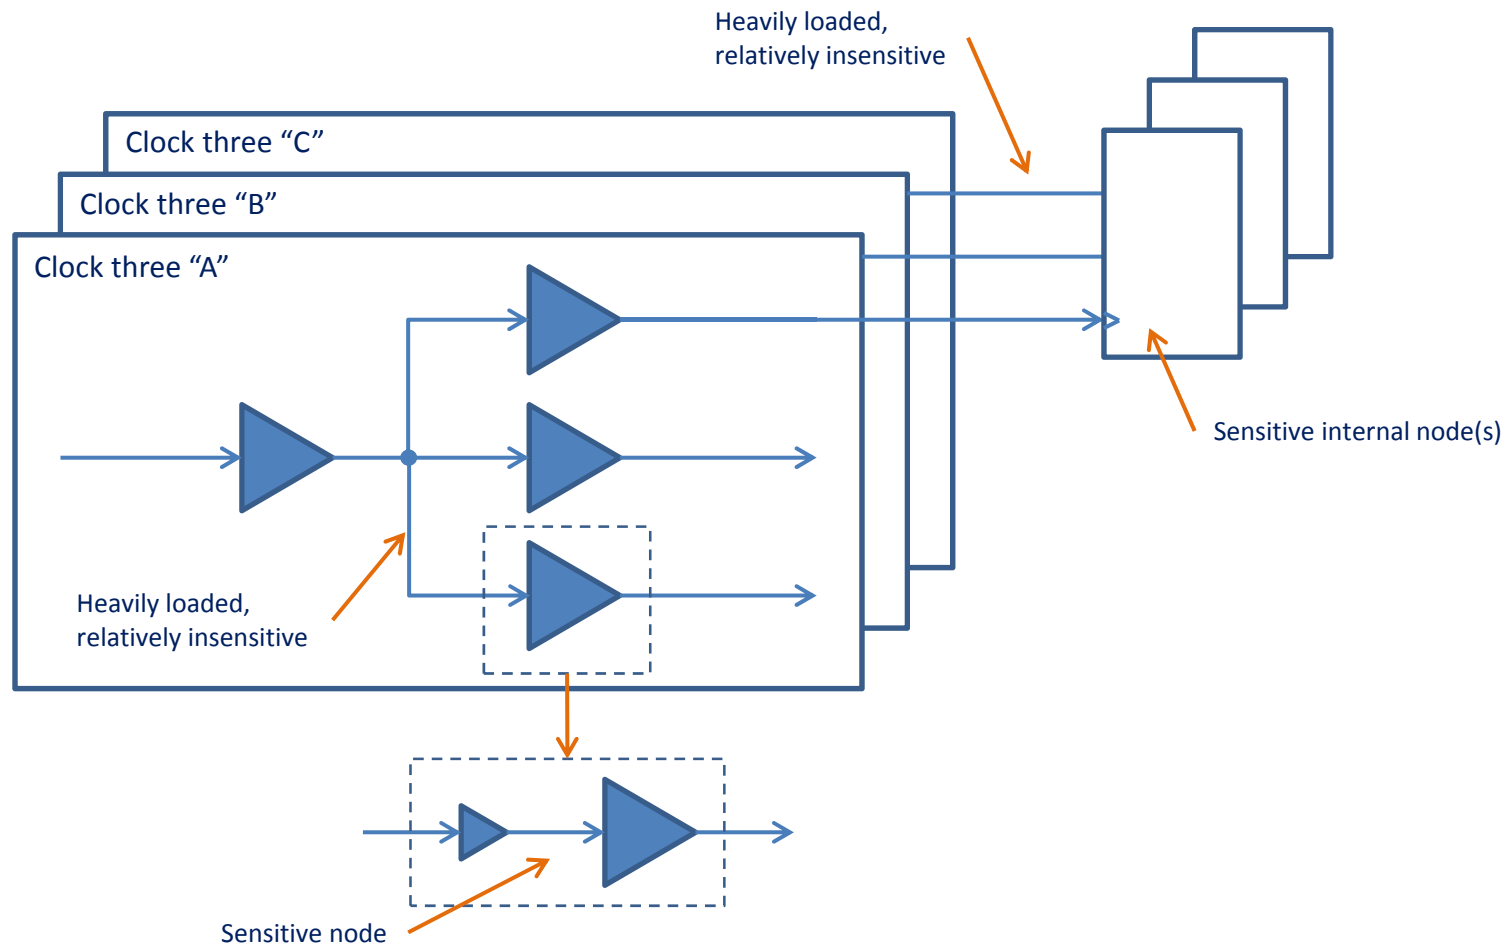 Heavily loaded,
relatively insensitive
Clock three “C”
Clock three “B”
Clock three “A”
Sensitive internal node(s)
Heavily loaded,
relatively insensitive
Sensitive node